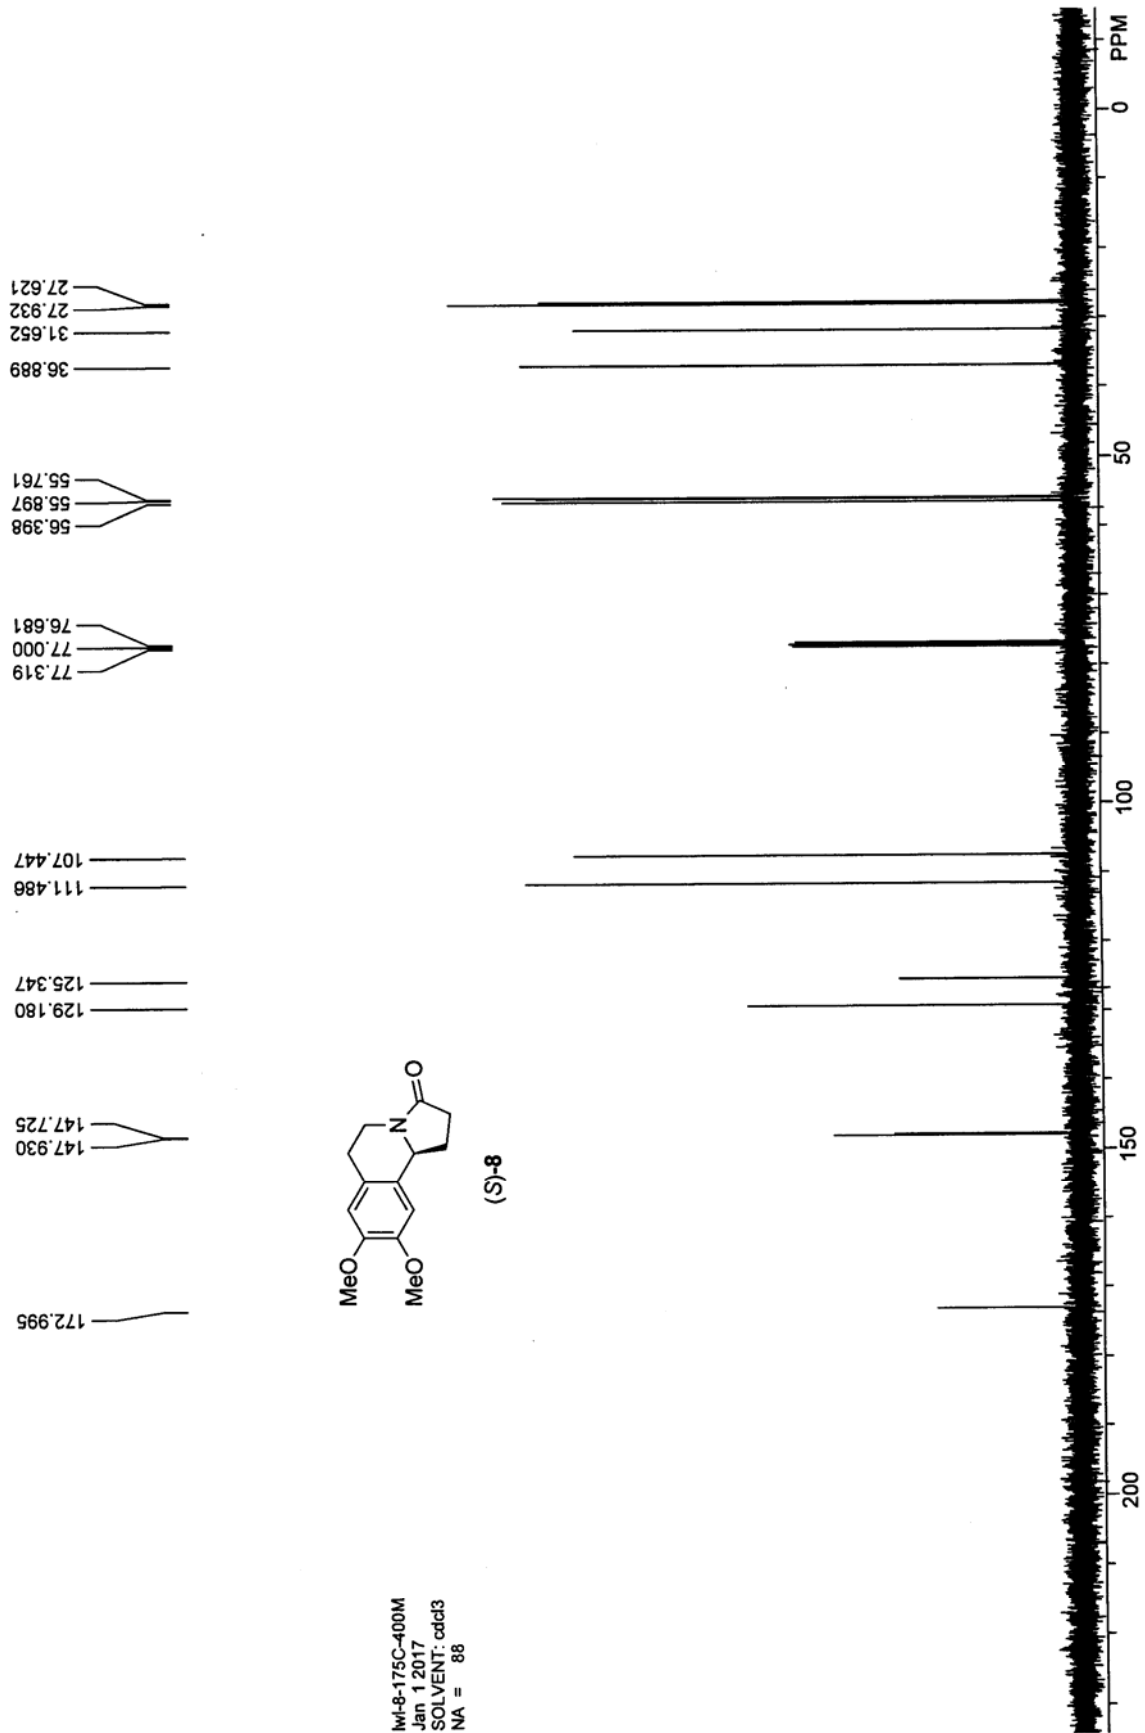 172.995
147.930
147.725
129.180
125.347
111.486
107.447
77.319
77.000
76.681
56.398
55.897
55.761
36.889
31.652
27.932
27.621
MeO
MeO
N
O
(S)-8
lwl-8-175C-400M
Jan 1 2017
SOLVENT: cdcl3
NA = 88
200
150
100
50
0
PPM